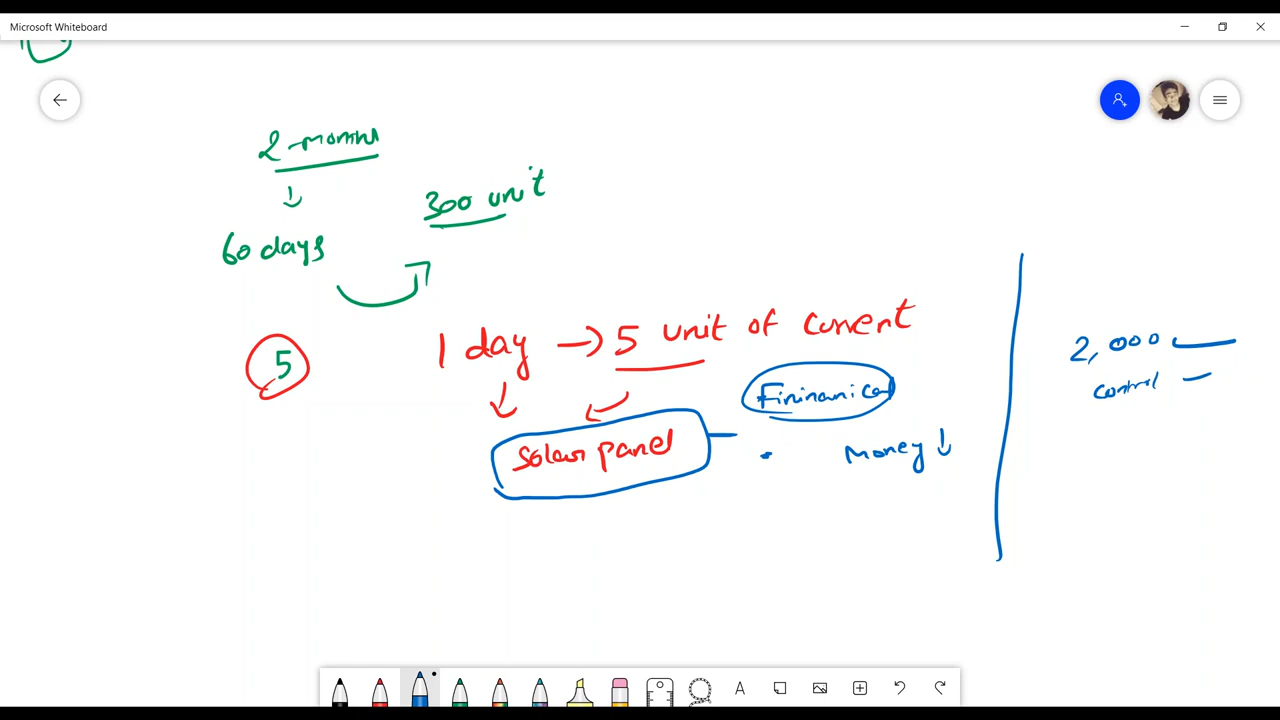 Microsoft Whiteboard
2 months
300 unit
60 days
5
1 day → 5 unit of current
2,000
control
Fininanical
Solar panel
Money ↓
A